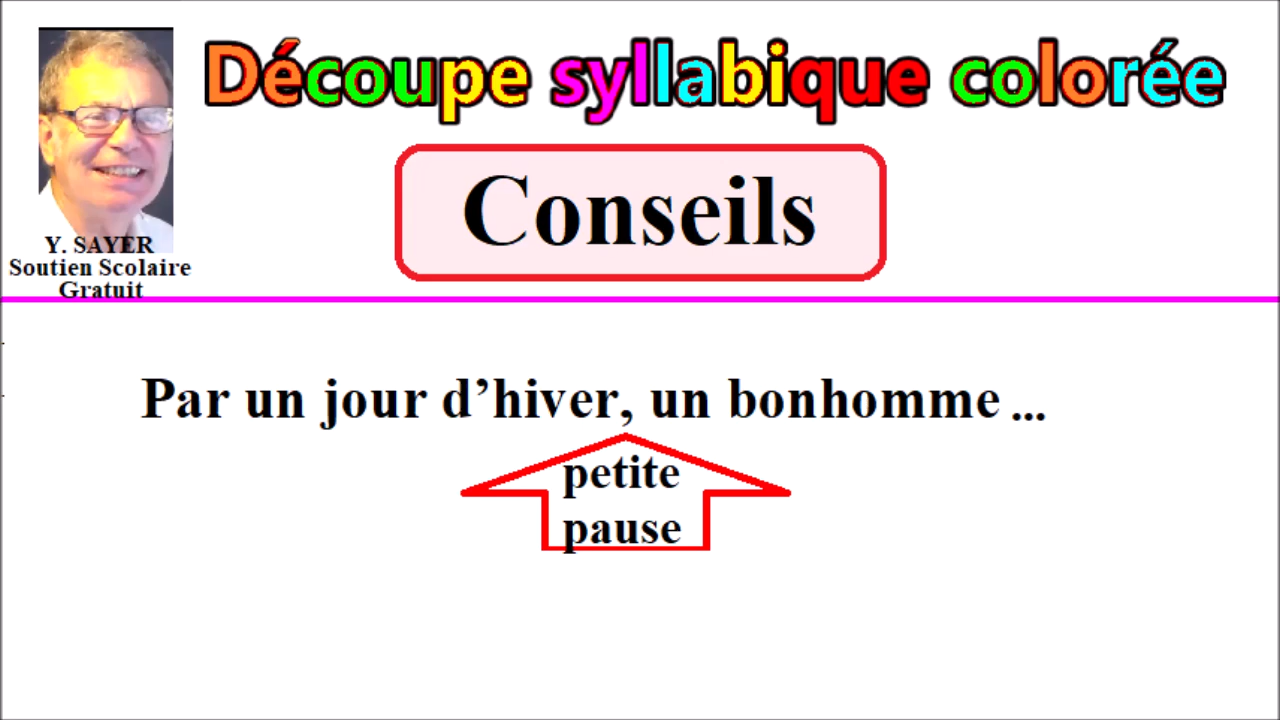 Découpe syllabique colorée
Conseils
Y. SAYER
Soutien Scolaire
Gratuit
Par un jour d’hiver, un bonhomme ...
petite
pause